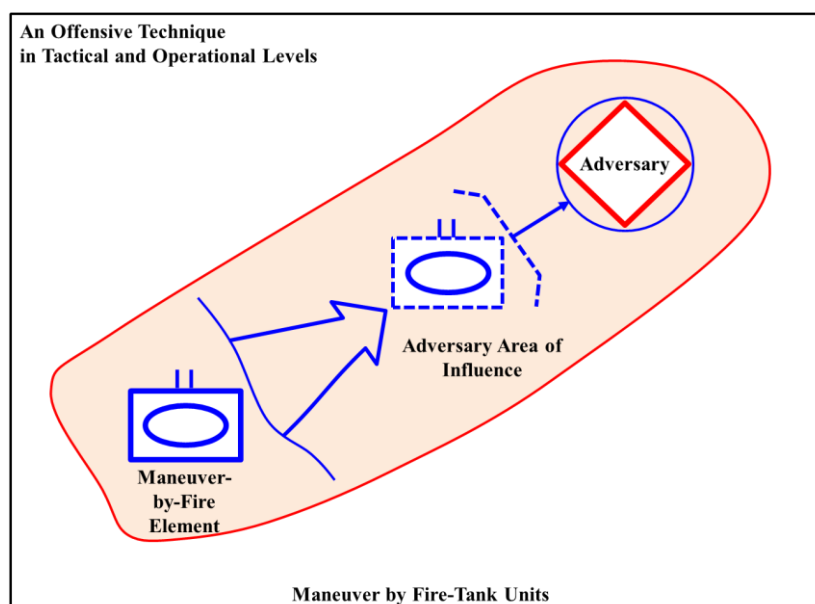 An Offensive Technique
in Tactical and Operational Levels
Adversary
Adversary Area of
Influence
Maneuver-
by-Fire
Element
Maneuver by Fire-Tank Units